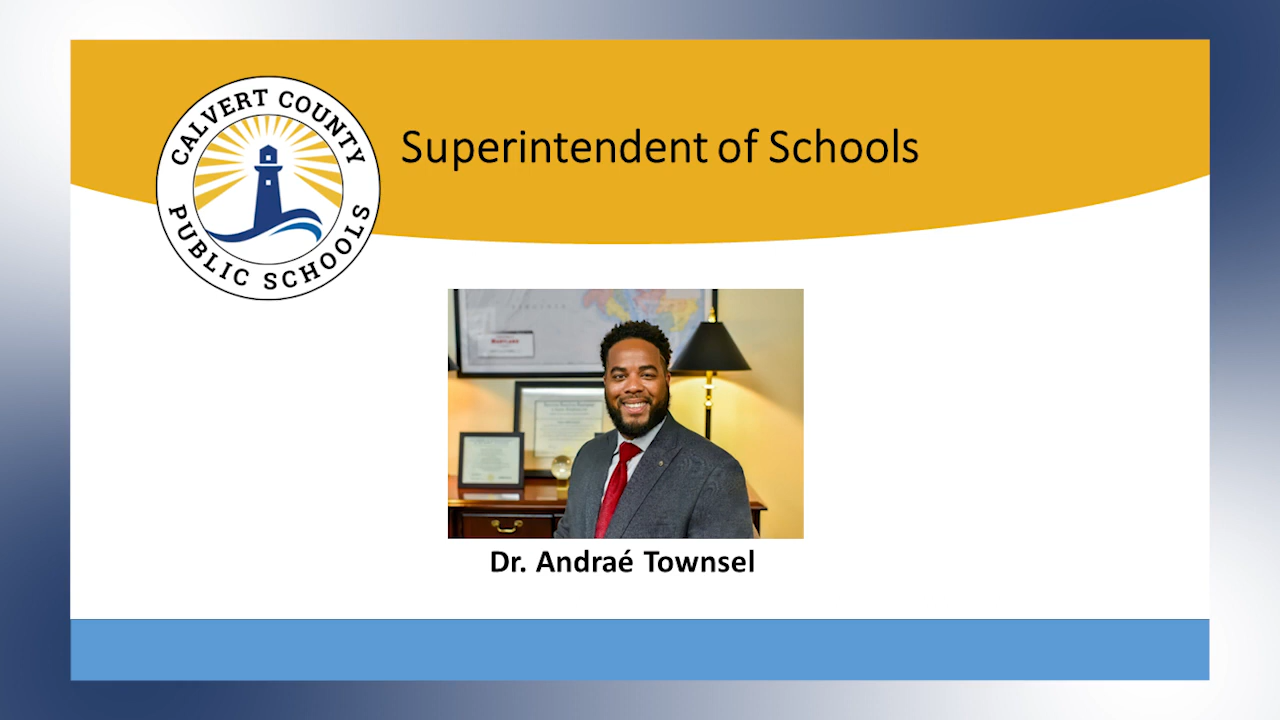 CALVERT COUNTY
PUBLIC SCHOOLS
Superintendent of Schools
Dr. Andraé Townsel